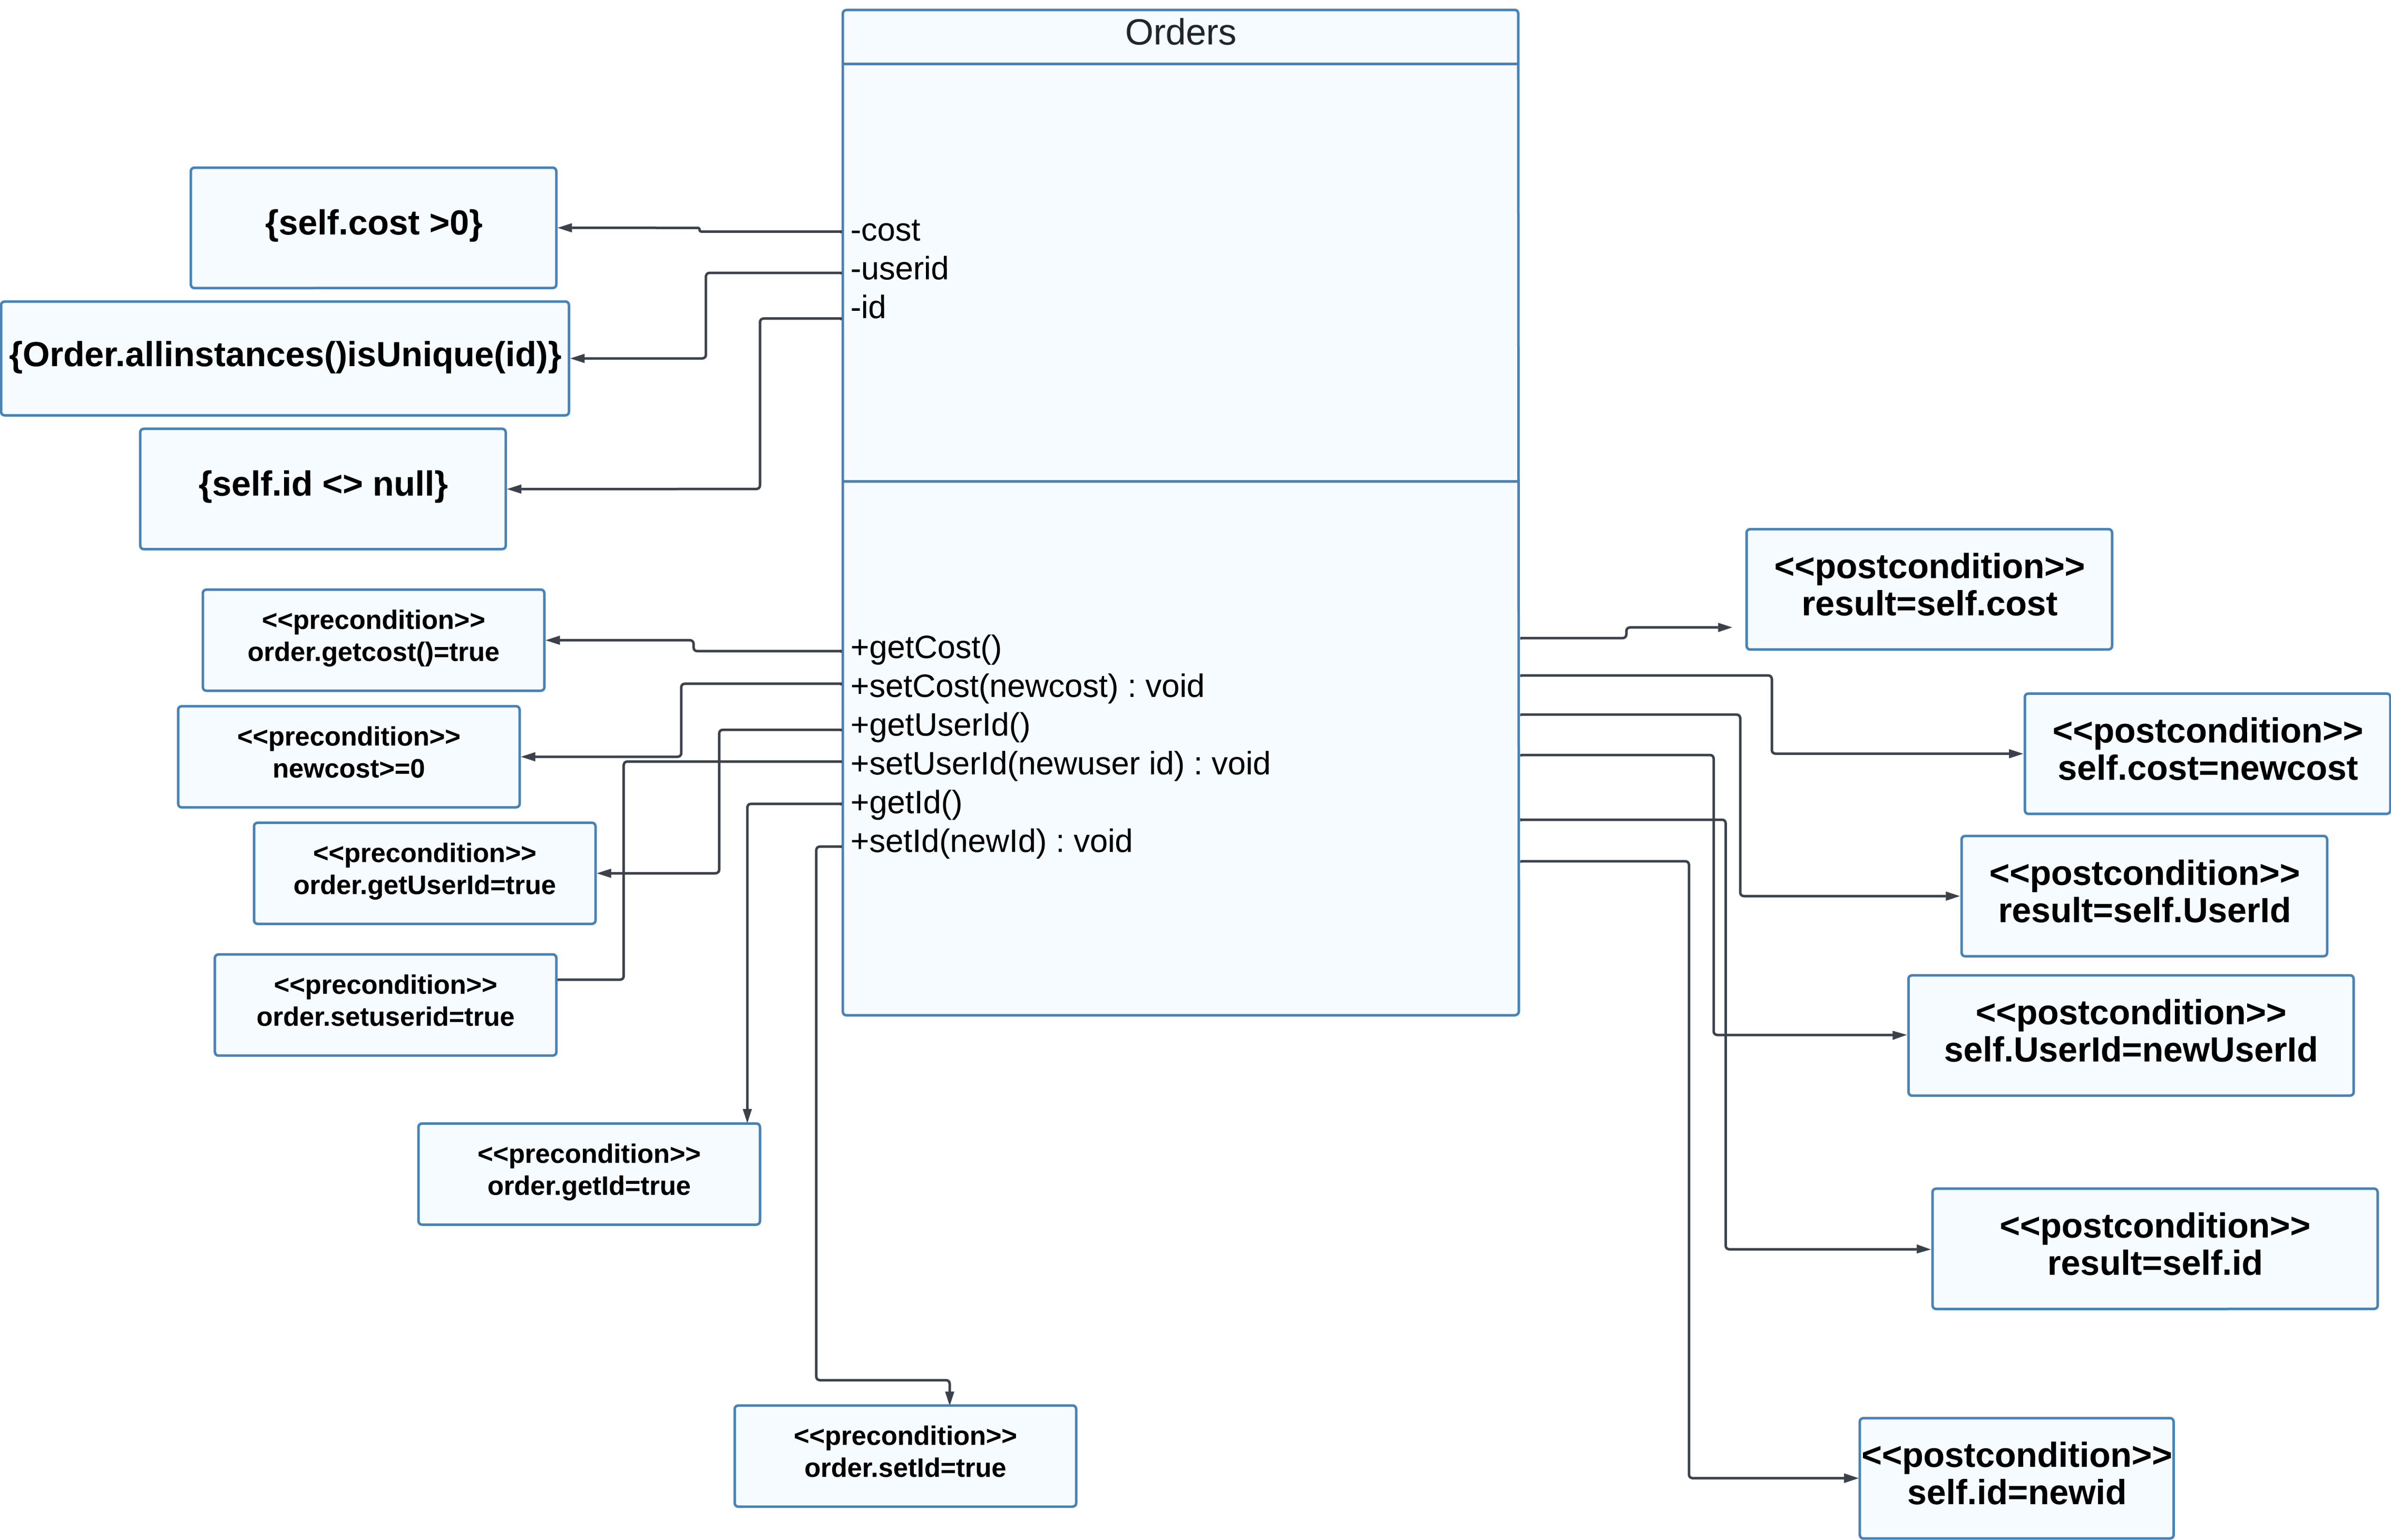 Orders
-cost
-userid
-id
{self.cost >0}
{Order.allinstances()isUnique(id)}
{self.id <> null}
+getCost()
+setCost(newcost) : void
+getUserId()
+setUserId(newuser id) : void
+getId()
+setId(newId) : void
<<precondition>>
order.getcost()=true
<<precondition>>
newcost>=0
<<precondition>>
order.getUserId=true
<<precondition>>
order.setuserid=true
<<precondition>>
order.getId=true
<<precondition>>
order.setId=true
<<postcondition>>
result=self.cost
<<postcondition>>
self.cost=newcost
<<postcondition>>
result=self.UserId
<<postcondition>>
self.UserId=newUserId
<<postcondition>>
result=self.id
<<postcondition>>
self.id=newid